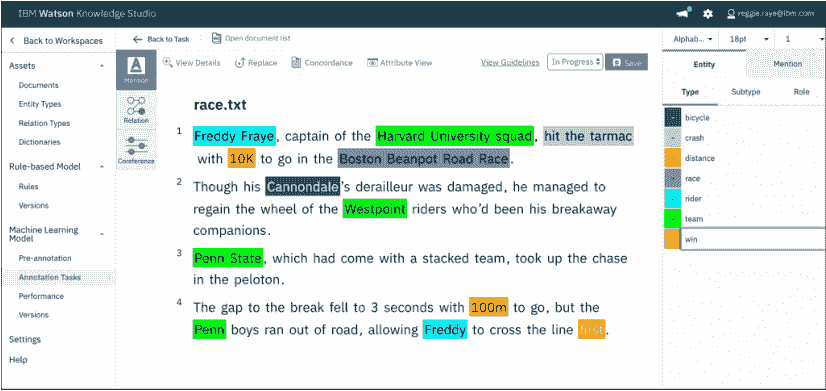 IBM Watson Knowledge Studio
reggie.raye@ibm.com
Back to Workspaces
Back to Task
Open document list
Alphab...
18pt
1
Assets
Documents
Entity Types
Relation Types
Dictionaries
Rule-based Model
Rules
Versions
Machine Learning
Model
Pre-annotation
Annotation Tasks
Performance
Versions
Settings
Help
Mention
Relation
Coreference
View Details
Replace
Concordance
Attribute View
View Guidelines
In Progress
Save
race.txt
1 Freddy Fraye, captain of the Harvard University squad, hit the tarmac
with 10K to go in the Boston Beanpot Road Race.
2 Though his Cannondale's derailleur was damaged, he managed to
regain the wheel of the Westpoint riders who'd been his breakaway
companions.
3 Penn State, which had come with a stacked team, took up the chase
in the peloton.
4 The gap to the break fell to 3 seconds with 100m to go, but the
Penn boys ran out of road, allowing Freddy to cross the line first.
Entity
Mention
Type
Subtype
Role
bicycle
crash
distance
race
rider
team
win